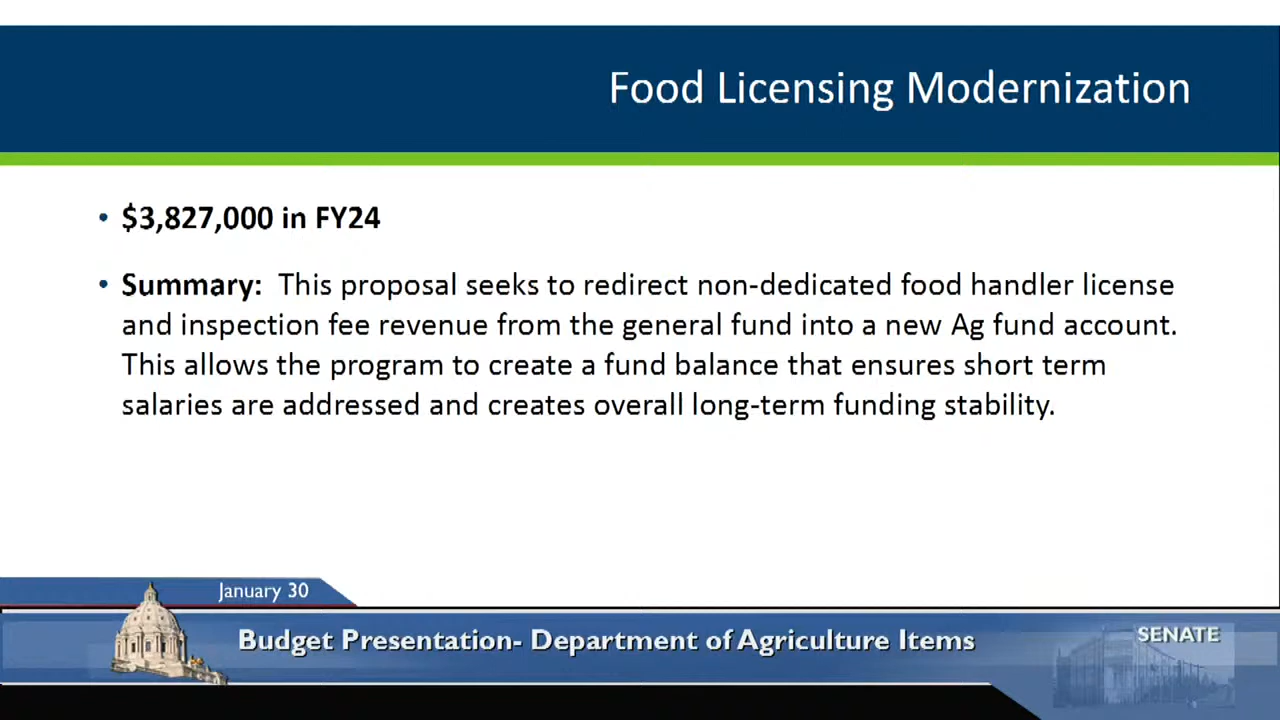 Food Licensing Modernization
• $3,827,000 in FY24
• Summary: This proposal seeks to redirect non-dedicated food handler license
and inspection fee revenue from the general fund into a new Ag fund account.
This allows the program to create a fund balance that ensures short term
salaries are addressed and creates overall long-term funding stability.
January 30
Budget Presentation- Department of Agriculture Items
SENATE